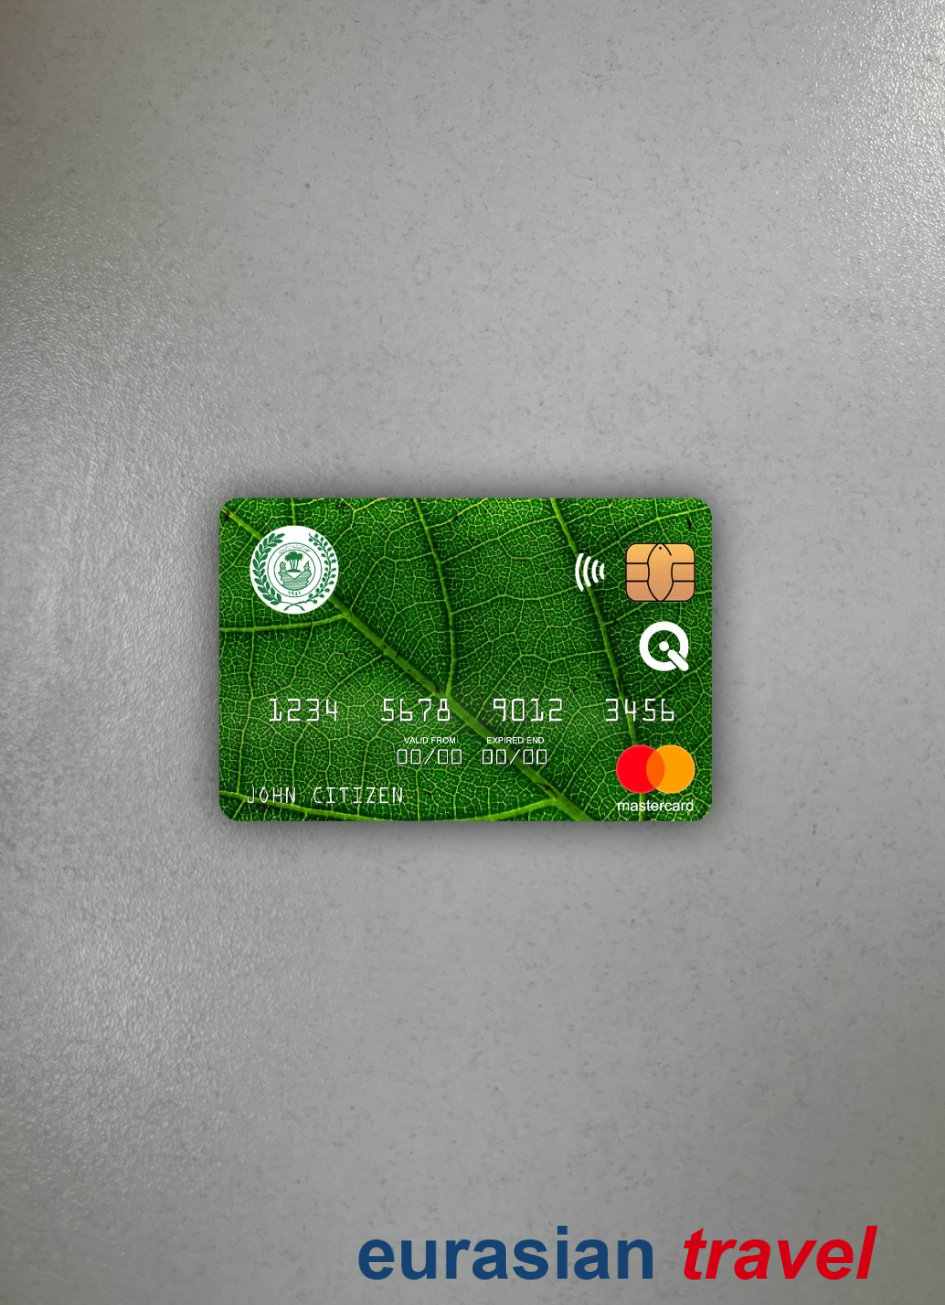 1234 5678 9012 3456
VALID FROM EXPIRED END
00/00 00/00
JOHN CITIZEN
mastercard
eurasian travel